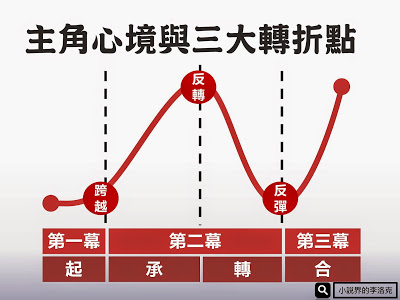 主角心境與三大轉折點
反轉
跨越
反彈
第一幕 第二幕 第三幕
起 承 轉 合
小說界的李洛克